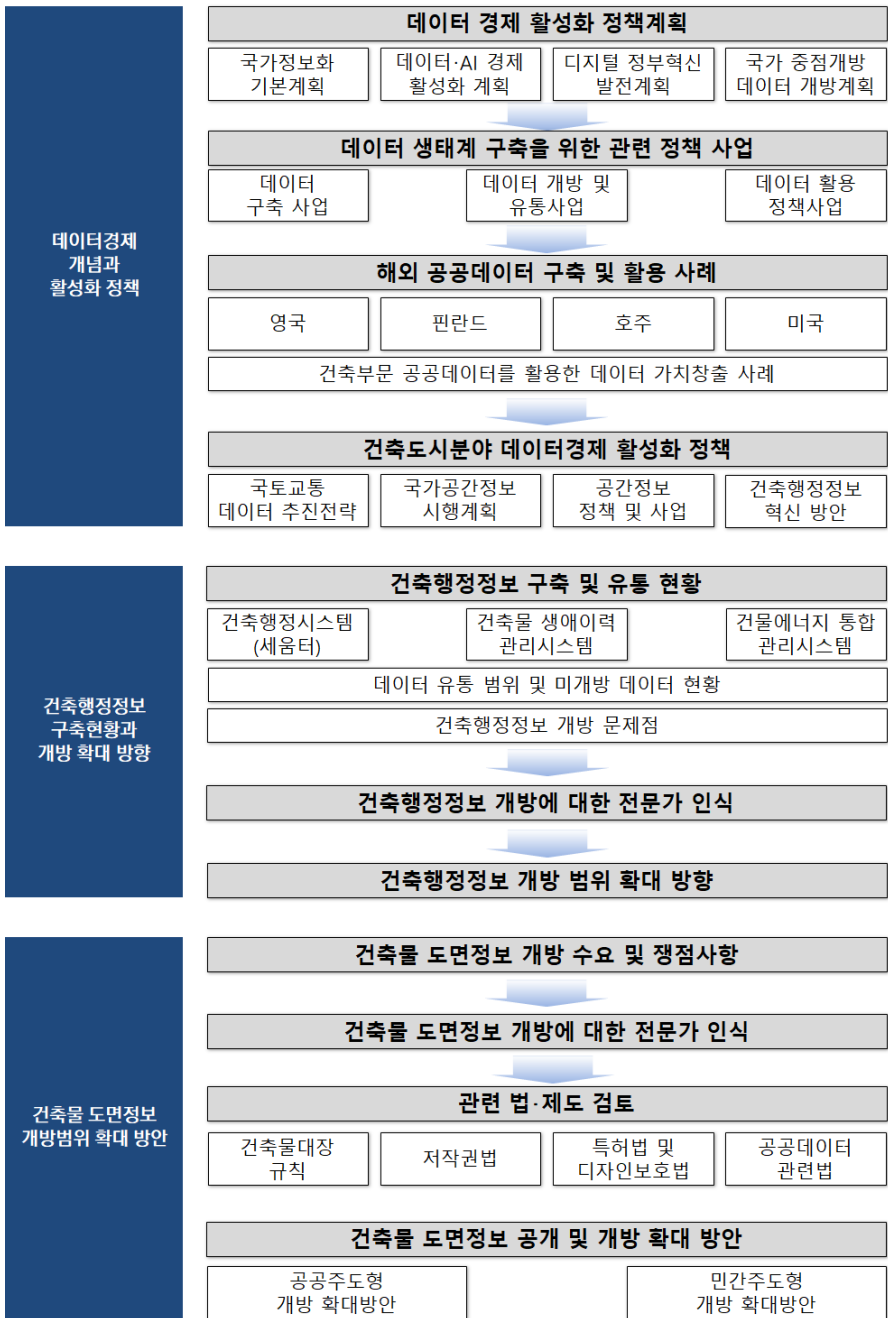 데이터경제
개념과
활성화 정책
데이터 경제 활성화 정책계획
국가정보화
기본계획
데이터·AI 경제
활성화 계획
디지털 정부혁신
발전계획
국가 중점개방
데이터 개방계획
데이터 생태계 구축을 위한 관련 정책 사업
데이터
구축 사업
데이터 개방 및
유통사업
데이터 활용
정책사업
해외 공공데이터 구축 및 활용 사례
영국
핀란드
호주
미국
건축부문 공공데이터를 활용한 데이터 가치창출 사례
건축도시분야 데이터경제 활성화 정책
국토교통
데이터 추진전략
국가공간정보
시행계획
공간정보
정책 및 사업
건축행정정보
혁신 방안
건축행정정보
구축현황과
개방 확대 방향
건축행정정보 구축 및 유통 현황
건축행정시스템
(세움터)
건축물 생애이력
관리시스템
건물에너지 통합
관리시스템
데이터 유통 범위 및 미개방 데이터 현황
건축행정정보 개방 문제점
건축행정정보 개방에 대한 전문가 인식
건축행정정보 개방 범위 확대 방향
건축물 도면정보
개방범위 확대 방안
건축물 도면정보 개방 수요 및 쟁점사항
건축물 도면정보 개방에 대한 전문가 인식
관련 법·제도 검토
건축물대장
규칙
저작권법
특허법 및
디자인보호법
공공데이터
관련법
건축물 도면정보 공개 및 개방 확대 방안
공공주도형
개방 확대방안
민간주도형
개방 확대방안